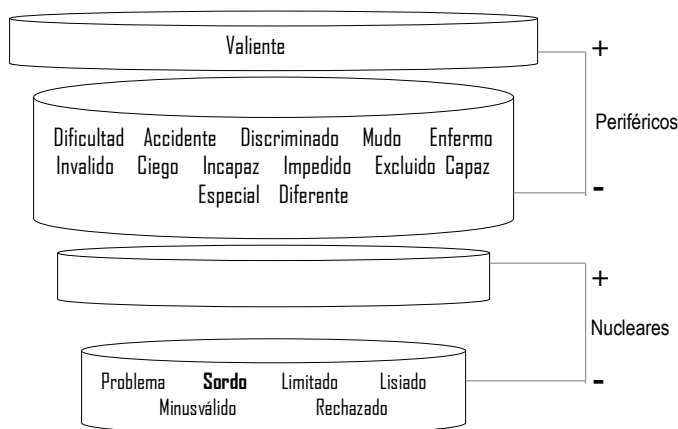 Valiente
+
Periféricos
Dificultad Accidente Discriminado Mudo Enfermo
Invalido Ciego Incapaz Impedido Excluido Capaz
Especial Diferente
-
+
Nucleares
Problema Sordo Limitado Lisiado
-
Minusválido Rechazado